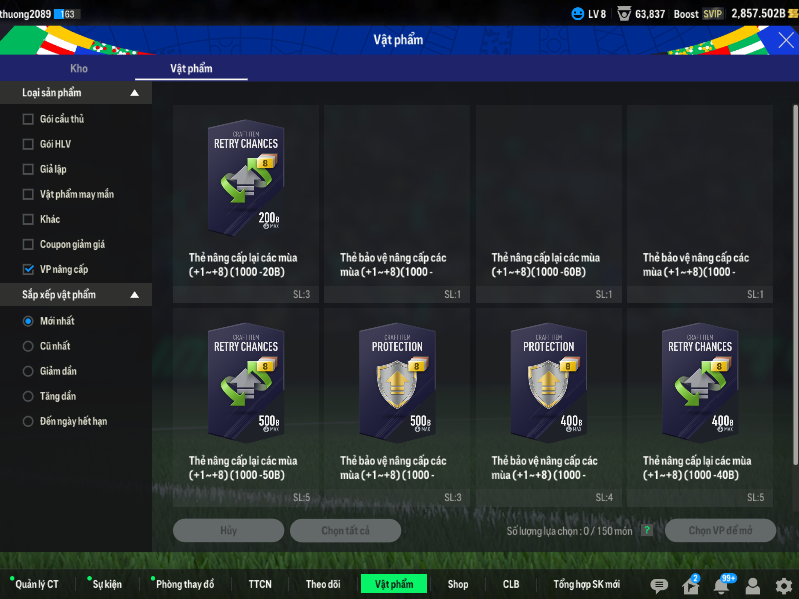 thuong2089 163 LV 8 63,837 Boost SVIP 2,857.502B
Vật phẩm
Kho Vật phẩm
Loại sản phẩm
Gói cầu thủ
Gói HLV
Giả lập
Vật phẩm may mắn
Khác
Coupon giảm giá
VP nâng cấp
Sắp xếp vật phẩm
Mới nhất
Cũ nhất
Giảm dần
Tăng dần
Đến ngày hết hạn
CRAFT ITEM
RETRY CHANCES
8
200B
MAX
Thẻ nâng cấp lại các mùa
(+1~+8) (1000 -20B)
SL:3
Thẻ bảo vệ nâng cấp các
mùa (+1~+8)(1000 -
SL:1
Thẻ nâng cấp lại các mùa
(+1~+8) (1000 -60B)
SL:1
Thẻ bảo vệ nâng cấp các
mùa (+1~+8)(1000 -
SL:1
CRAFT ITEM
RETRY CHANCES
8
500B
MAX
Thẻ nâng cấp lại các mùa
(+1~+8) (1000 -50B)
SL:5
CRAFT ITEM
PROTECTION
8
500B
MAX
Thẻ bảo vệ nâng cấp các
mùa (+1~+8)(1000 -
SL:3
CRAFT ITEM
PROTECTION
8
400B
MAX
Thẻ bảo vệ nâng cấp các
mùa (+1~+8)(1000 -
SL:4
CRAFT ITEM
RETRY CHANCES
8
400B
MAX
Thẻ nâng cấp lại các mùa
(+1~+8) (1000 -40B)
SL:5
Hủy Chọn tất cả Số lượng lựa chọn : 0 / 150 món ? Chọn VP để mở
Quản lý CT Sự kiện Phòng thay đồ TTCN Theo dõi Vật phẩm Shop CLB Tổng hợp SK mới 2 99+